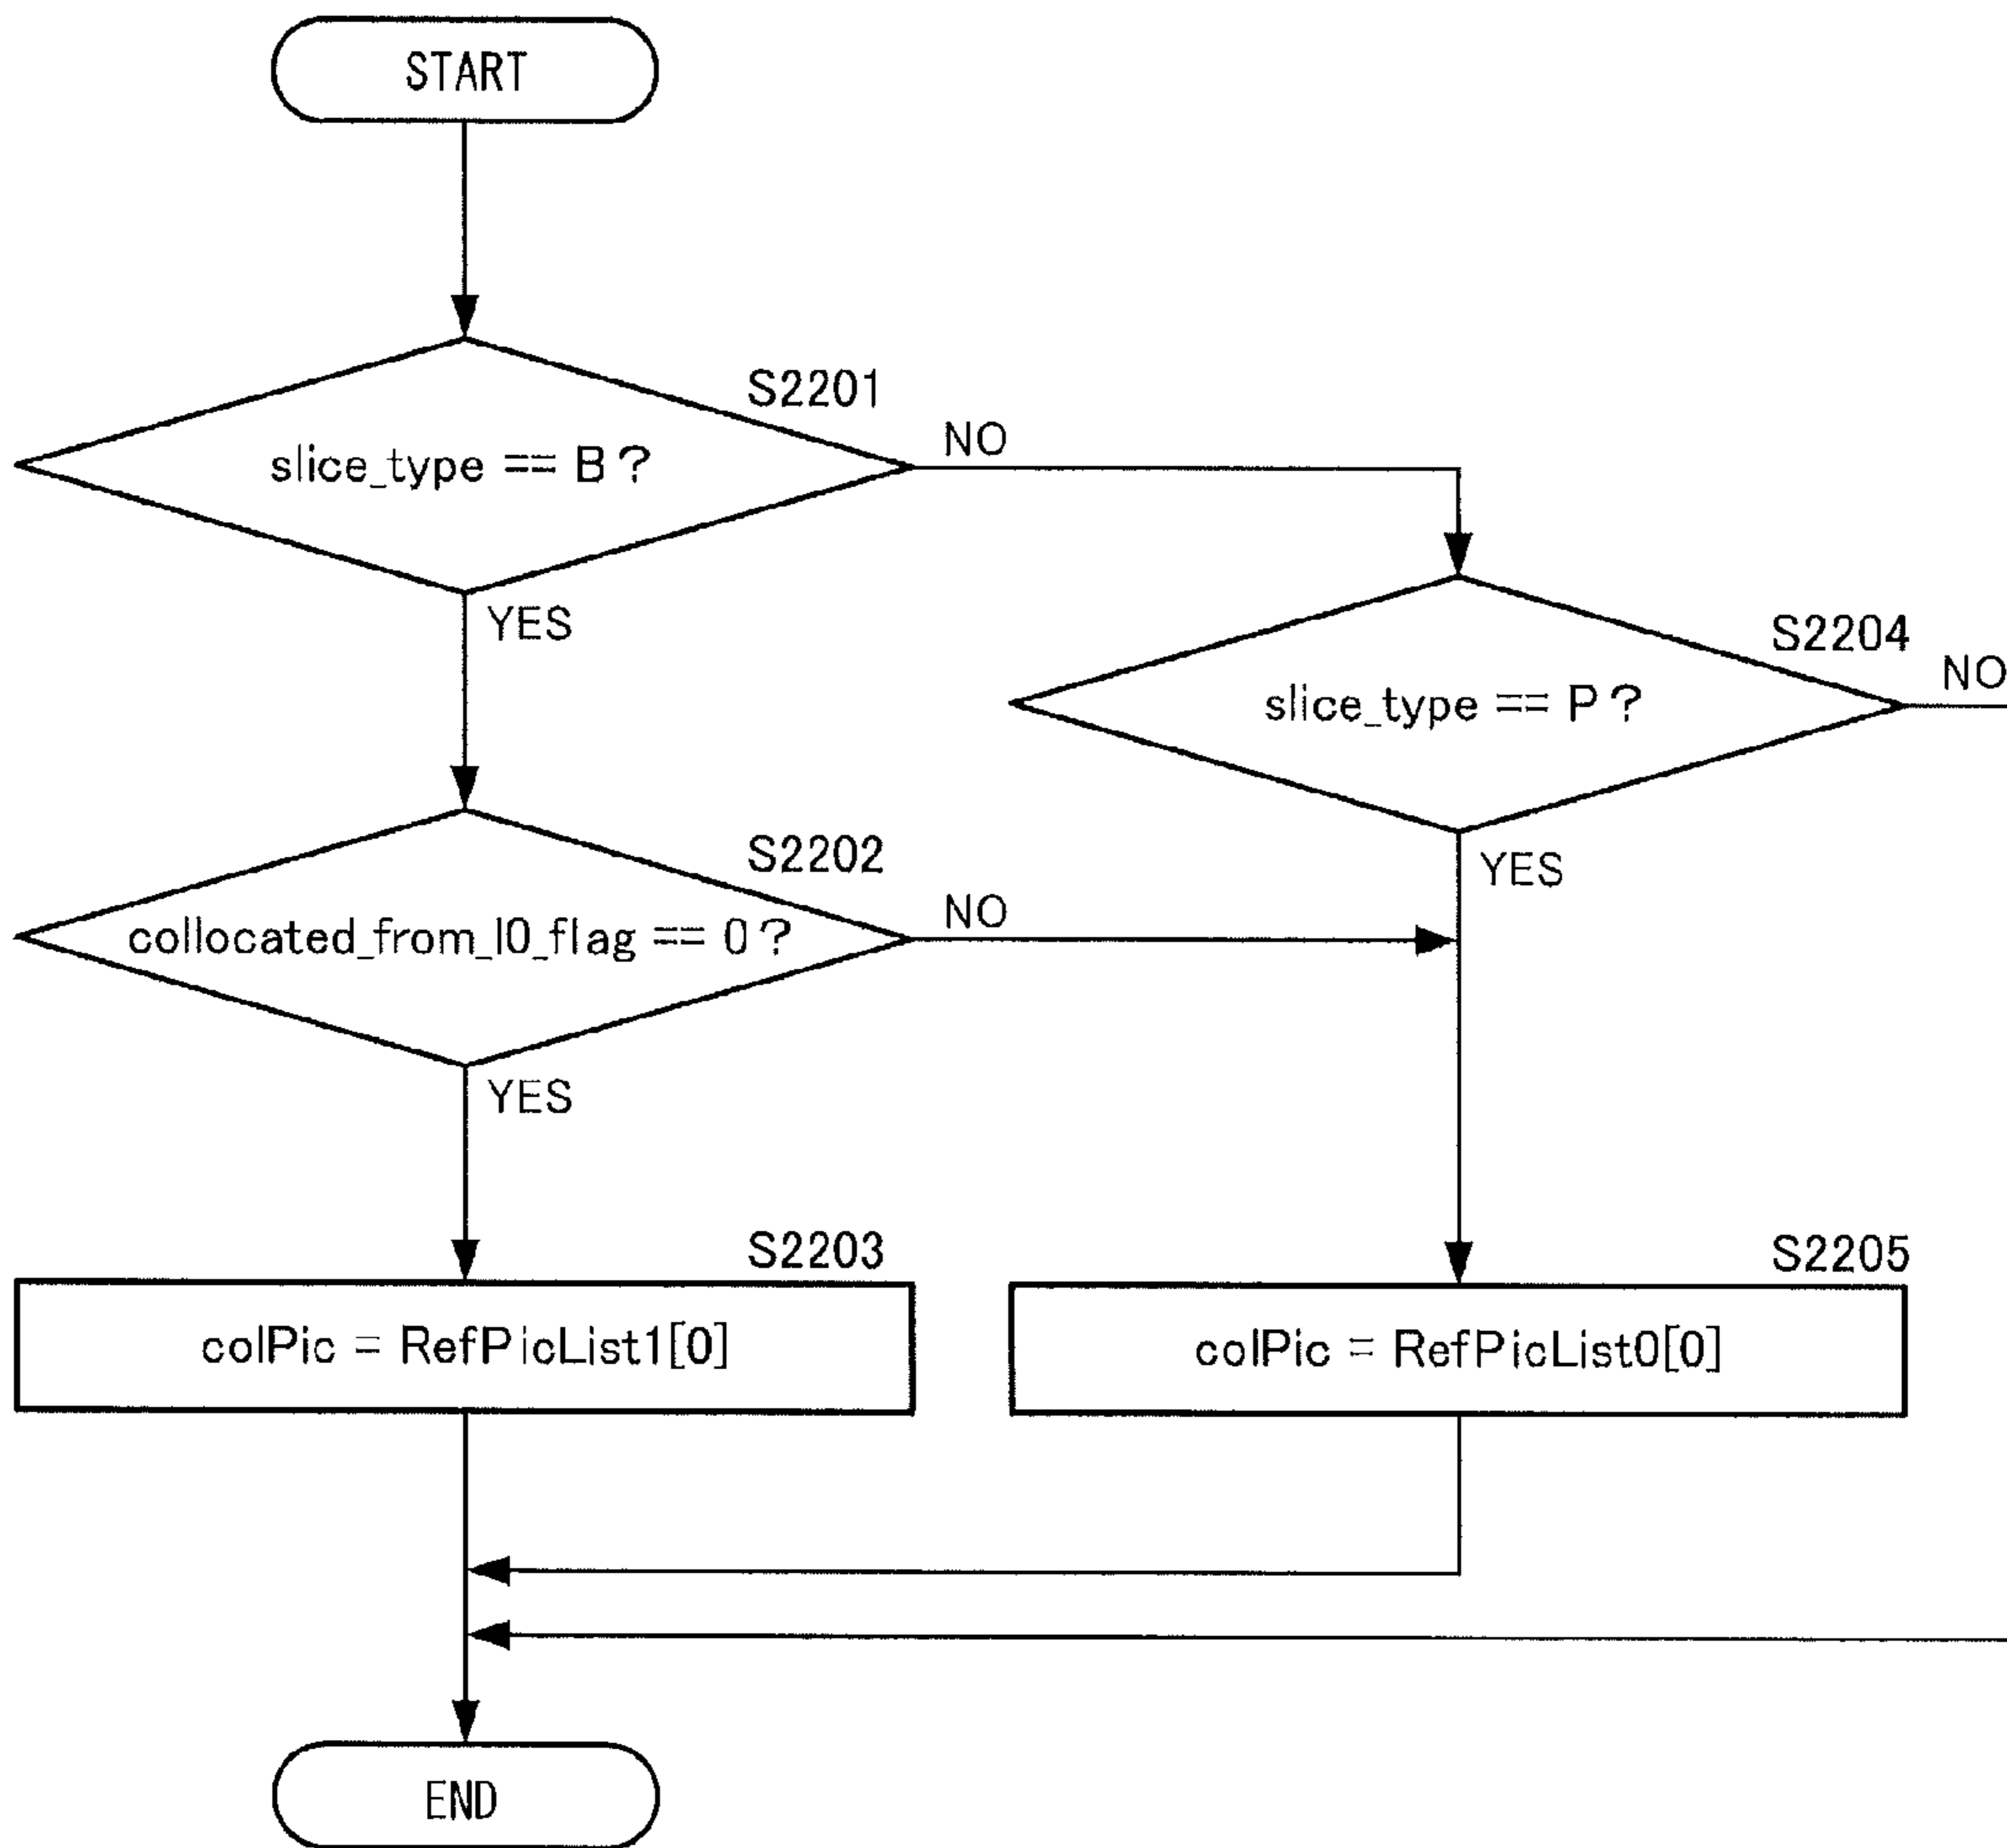 START
S2201
slice_type == B ?
NO
YES
S2204
slice_type == P ?
NO
YES
S2202
collocated_from_l0_flag == 0 ?
NO
YES
S2203
colPic = RefPicList1[0]
S2205
colPic = RefPicList0[0]
END